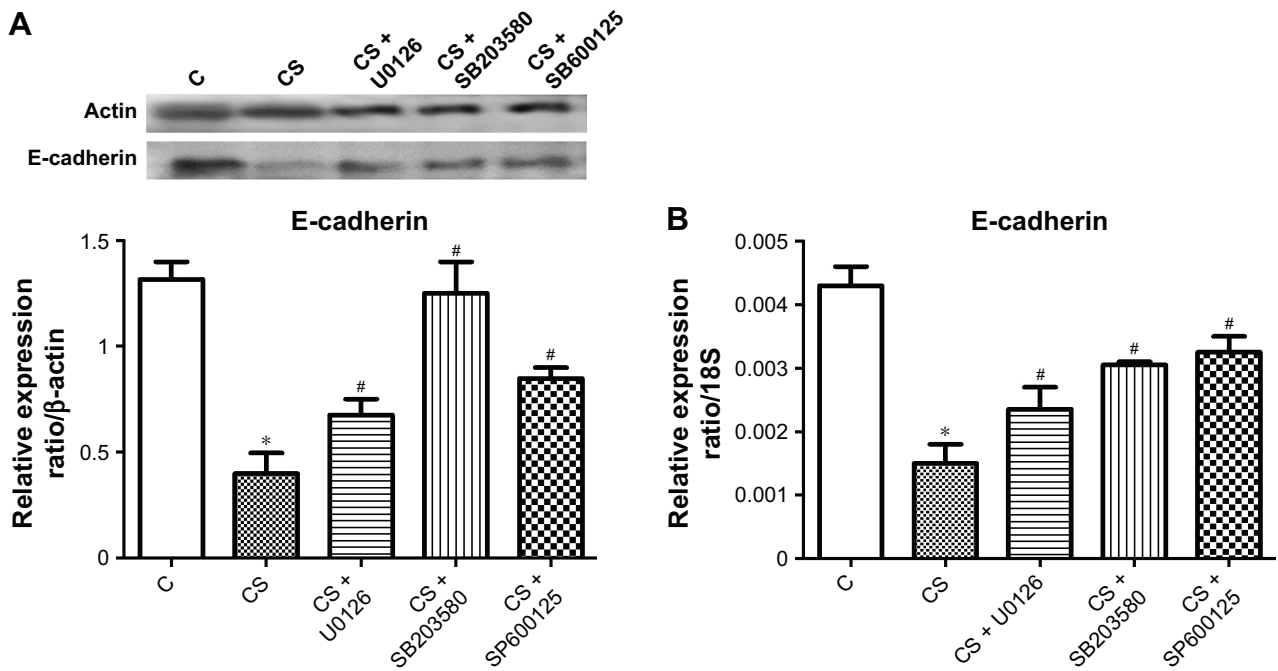 A
C
CS
CS +
U0126
CS +
SB203580
CS +
SB600125
Actin
E-cadherin
E-cadherin
Relative expression
ratio/β-actin
1.5
1
0.5
0
*
#
#
#
C
CS
CS +
U0126
CS +
SB203580
CS +
SP600125
B
E-cadherin
Relative expression
ratio/18S
0.005
0.004
0.003
0.002
0.001
0
*
#
#
#
C
CS
CS + U0126
CS +
SB203580
CS +
SP600125